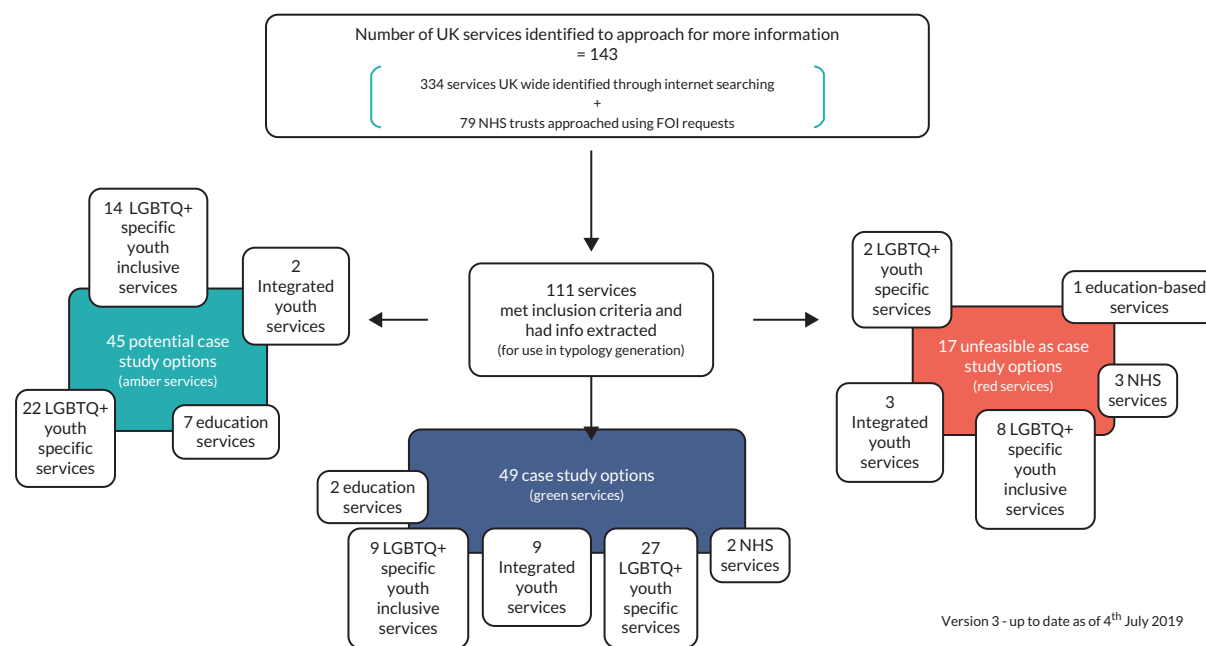 Number of UK services identified to approach for more information
= 143
334 services UK wide identified through internet searching
+
79 NHS trusts approached using FOI requests
14 LGBTQ+
specific
youth
inclusive
services
2
Integrated
youth
services
45 potential case
study options
(amber services)
22 LGBTQ+
youth
specific
services
7 education
services
111 services
met inclusion criteria and
had info extracted
(for use in typology generation)
2 LGBTQ+
youth
specific
services
1 education-based
services
17 unfeasible as case
study options
(red services)
3 NHS
services
3
Integrated
youth
services
8 LGBTQ+
specific
youth
inclusive
services
49 case study options
(green services)
2 education
services
9 LGBTQ+
specific
youth
inclusive
services
9
Integrated
youth
services
27
LGBTQ+
youth
specific
services
2 NHS
services
Version 3 - up to date as of 4th July 2019